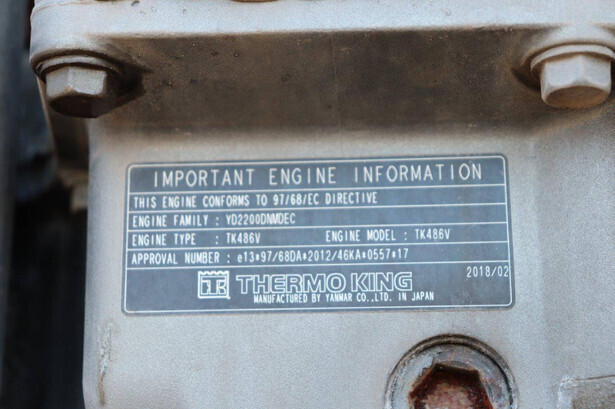 IMPORTANT ENGINE INFORMATION
THIS ENGINE CONFORMS TO 97/68/EC DIRECTIVE
ENGINE FAMILY : YD2200DNMDEC
ENGINE TYPE : TK486V ENGINE MODEL : TK486V
APPROVAL NUMBER : e13*97/68DA*2012/46KA*0557*17
TK THERMO KING 2018/02
MANUFACTURED BY YANMAR CO.,LTD. IN JAPAN